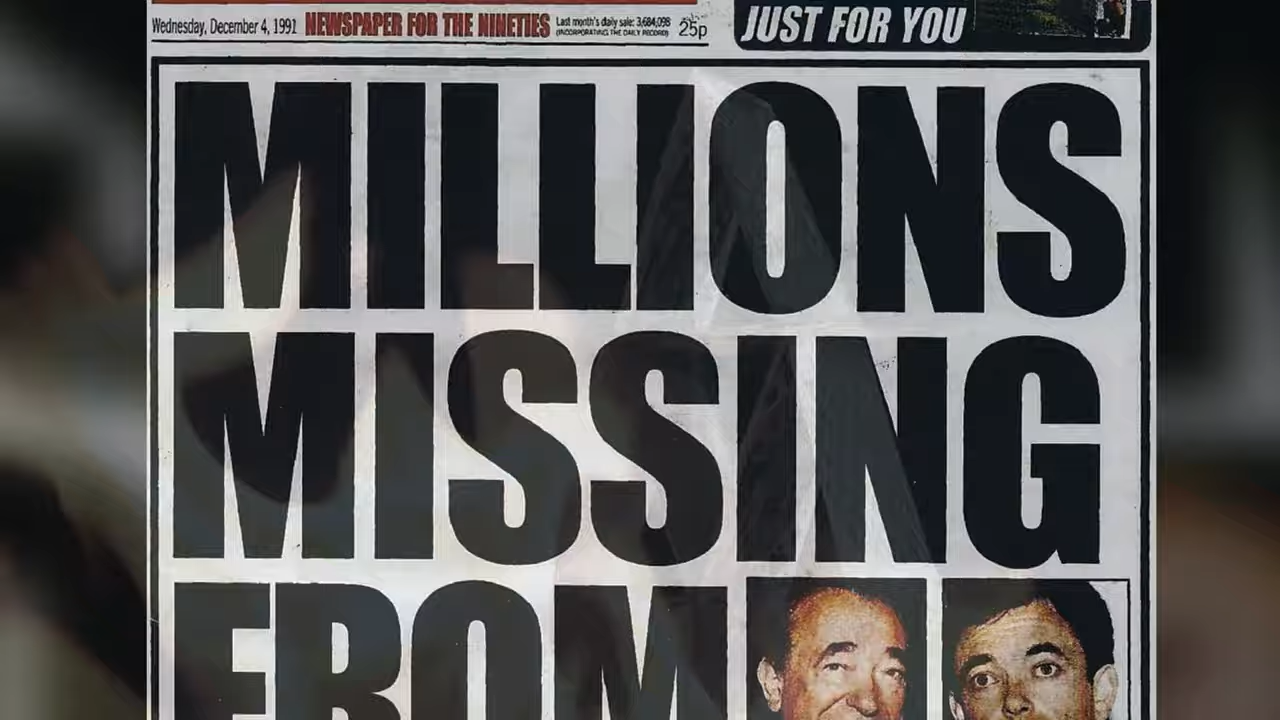 Wednesday, December 4, 1991 NEWSPAPER FOR THE NINETIES Last month's daily sale: 3,684,098 25p
(INCORPORATING THE DAILY RECORD)
JUST FOR YOU
MILLIONS
MISSING
FROM